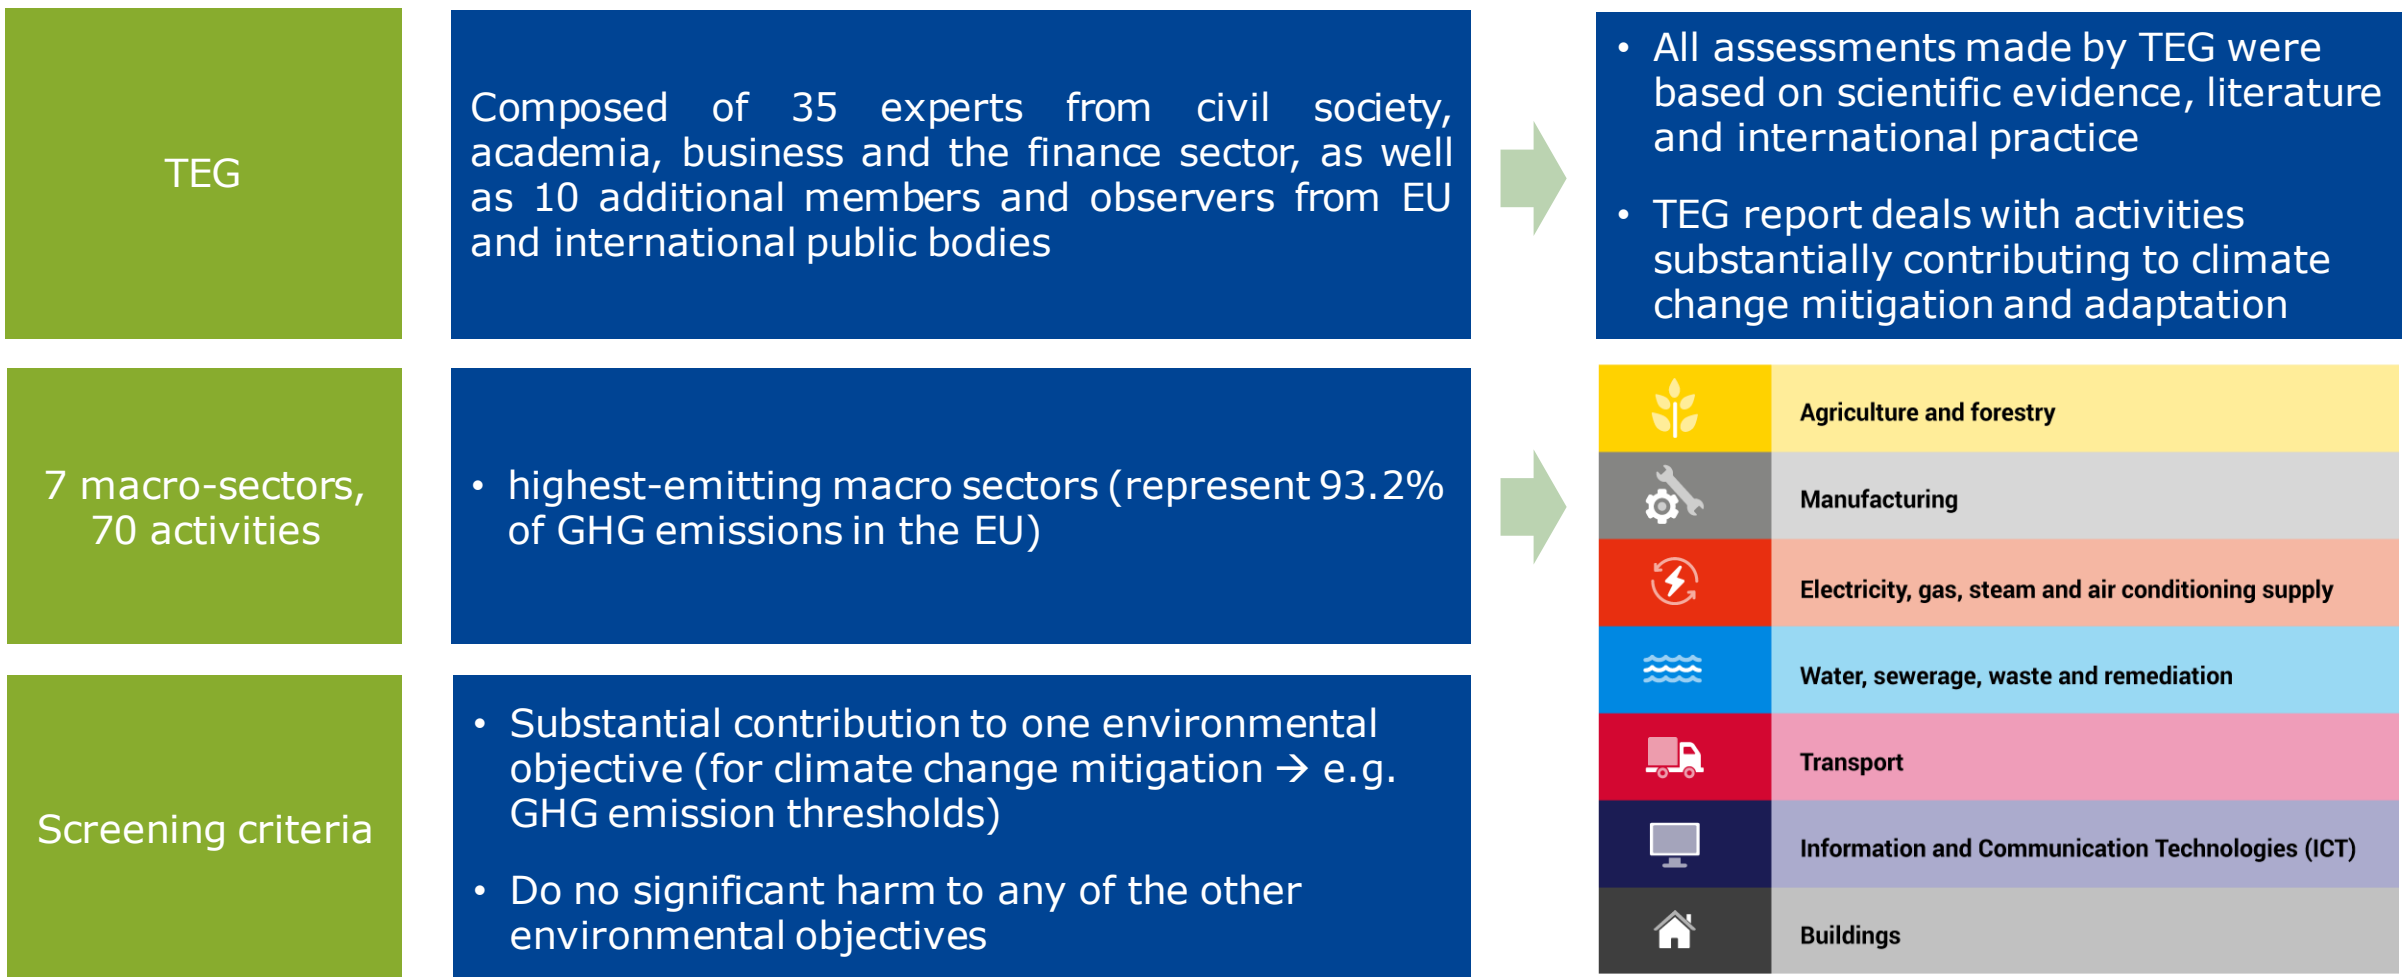 TEG
Composed of 35 experts from civil society,
academia, business and the finance sector, as well
as 10 additional members and observers from EU
and international public bodies
• All assessments made by TEG were
based on scientific evidence, literature
and international practice
• TEG report deals with activities
substantially contributing to climate
change mitigation and adaptation
7 macro-sectors,
70 activities
• highest-emitting macro sectors (represent 93.2%
of GHG emissions in the EU)
Agriculture and forestry
Manufacturing
Electricity, gas, steam and air conditioning supply
Water, sewerage, waste and remediation
Transport
Information and Communication Technologies (ICT)
Buildings
Screening criteria
• Substantial contribution to one environmental
objective (for climate change mitigation → e.g.
GHG emission thresholds)
• Do no significant harm to any of the other
environmental objectives